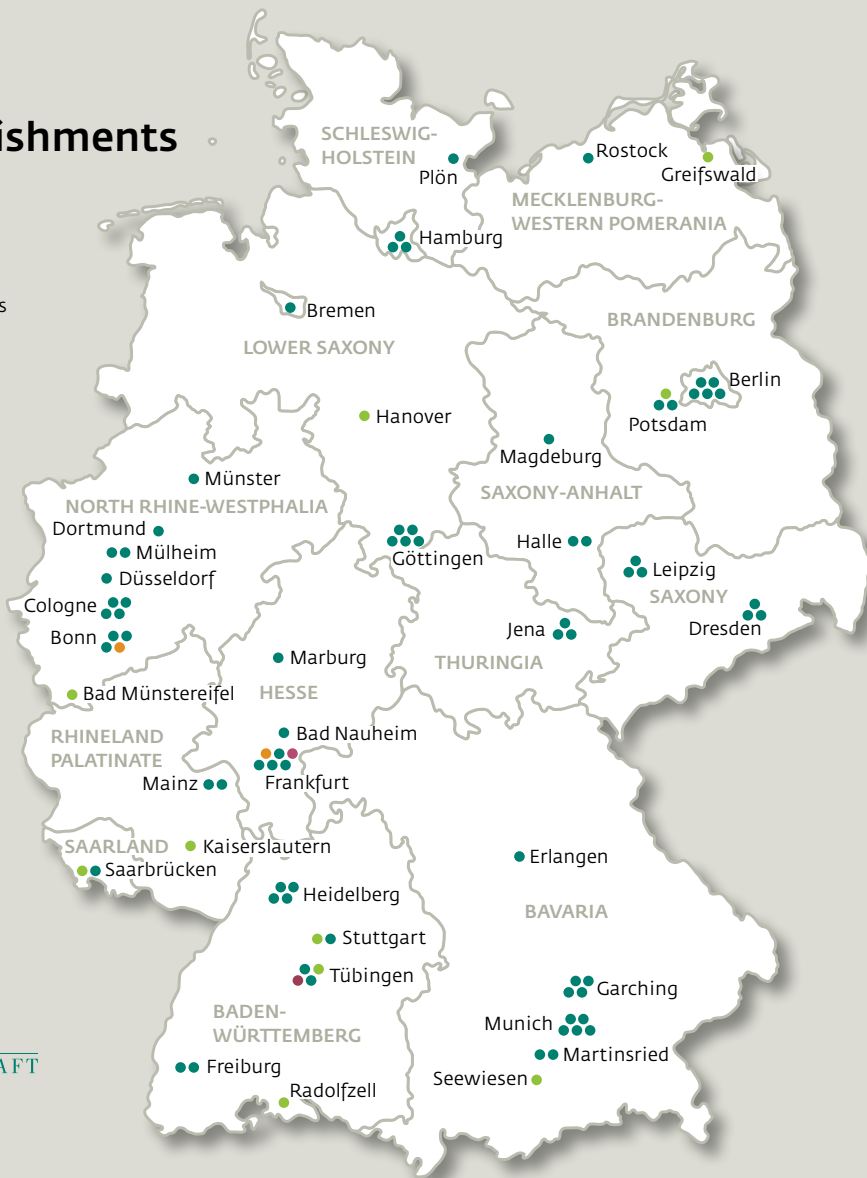 ishments
s
SCHLESWIG-
HOLSTEIN
Plön
Rostock
Greifswald
MECKLENBURG-
WESTERN POMERANIA
Hamburg
Bremen
LOWER SAXONY
BRANDENBURG
Berlin
Potsdam
Hanover
Magdeburg
SAXONY-ANHALT
Münster
NORTH RHINE-WESTPHALIA
Dortmund
Mülheim
Düsseldorf
Cologne
Bonn
Göttingen
Halle
Leipzig
SAXONY
Dresden
Jena
THURINGIA
Marburg
HESSE
Bad Münstereifel
RHINELAND
PALATINATE
Bad Nauheim
Frankfurt
Mainz
SAARLAND
Kaiserslautern
Saarbrücken
Erlangen
Heidelberg
BAVARIA
Stuttgart
Tübingen
Garching
BADEN-
WÜRTTEMBERG
Munich
Martinsried
Freiburg
Seewiesen
Radolfzell
AFT